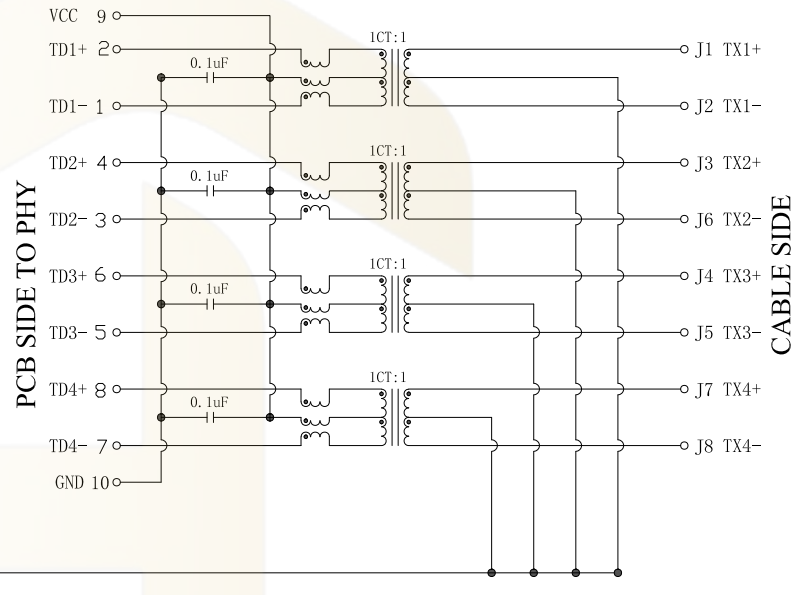 VCC 9
1CT:1
TD1+ 2
J1 TX1+
0.1uF
TD1- 1
J2 TX1-
1CT:1
TD2+ 4
J3 TX2+
0.1uF
TD2- 3
J6 TX2-
1CT:1
TD3+ 6
J4 TX3+
0.1uF
TD3- 5
J5 TX3-
1CT:1
TD4+ 8
J7 TX4+
0.1uF
TD4- 7
J8 TX4-
GND 10
PCB SIDE TO PHY
CABLE SIDE